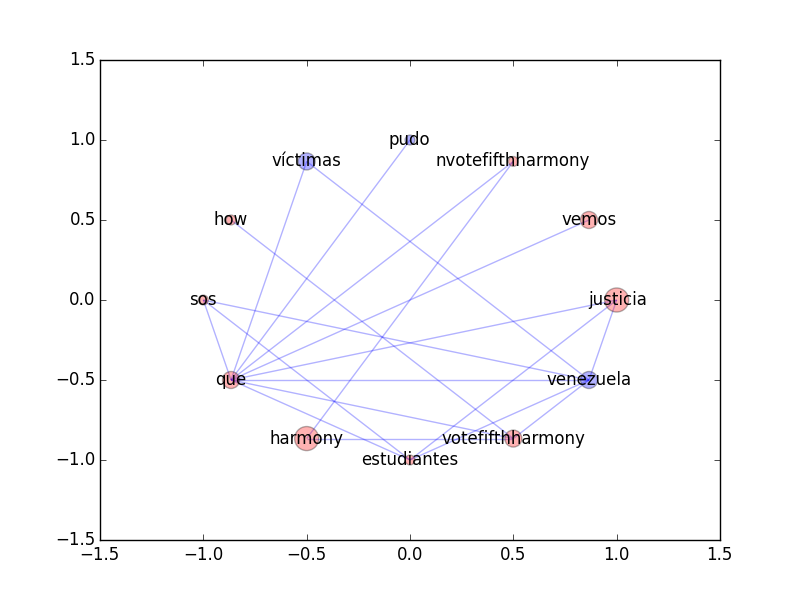 1.5
1.0
0.5
0.0
−0.5
−1.0
−1.5
pudo
víctimas
nvotefifthharmony
how
vemos
sos
justicia
que
venezuela
harmony
votefifthharmony
estudiantes
−1.5
−1.0
−0.5
0.0
0.5
1.0
1.5